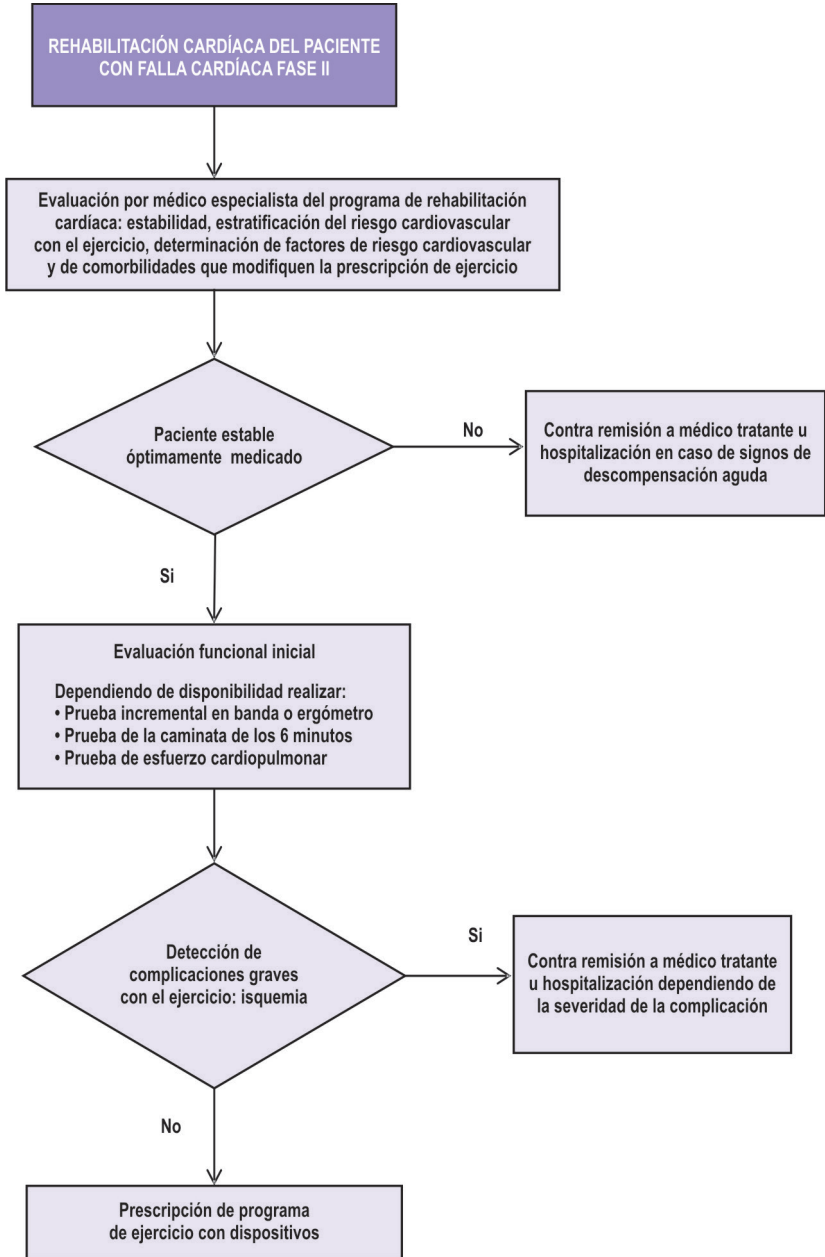 REHABILITACIÓN CARDÍACA DEL PACIENTE
CON FALLA CARDÍACA FASE II
Evaluación por médico especialista del programa de rehabilitación
cardíaca: estabilidad, estratificación del riesgo cardiovascular
con el ejercicio, determinación de factores de riesgo cardiovascular
y de comorbilidades que modifiquen la prescripción de ejercicio
Paciente estable
óptimamente medicado
No
Contra remisión a médico tratante u
hospitalización en caso de signos de
descompensación aguda
Si
Evaluación funcional inicial
Dependiendo de disponibilidad realizar:
• Prueba incremental en banda o ergómetro
• Prueba de la caminata de los 6 minutos
• Prueba de esfuerzo cardiopulmonar
Detección de
complicaciones graves
con el ejercicio: isquemia
Si
Contra remisión a médico tratante
u hospitalización dependiendo de
la severidad de la complicación
No
Prescripción de programa
de ejercicio con dispositivos